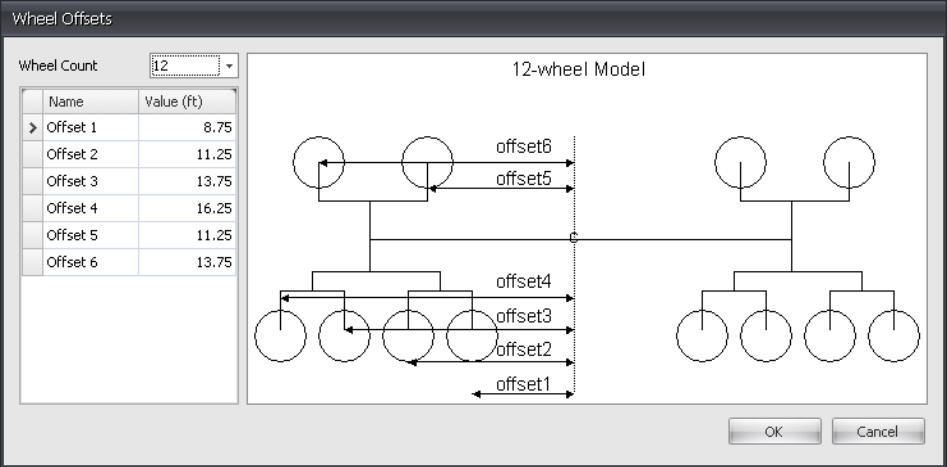 Wheel Offsets
Wheel Count 12
Name Value (ft)
Offset 1 8.75
Offset 2 11.25
Offset 3 13.75
Offset 4 16.25
Offset 5 11.25
Offset 6 13.75
12-wheel Model
offset6
offset5
C
offset4
offset3
offset2
offset1
OK Cancel